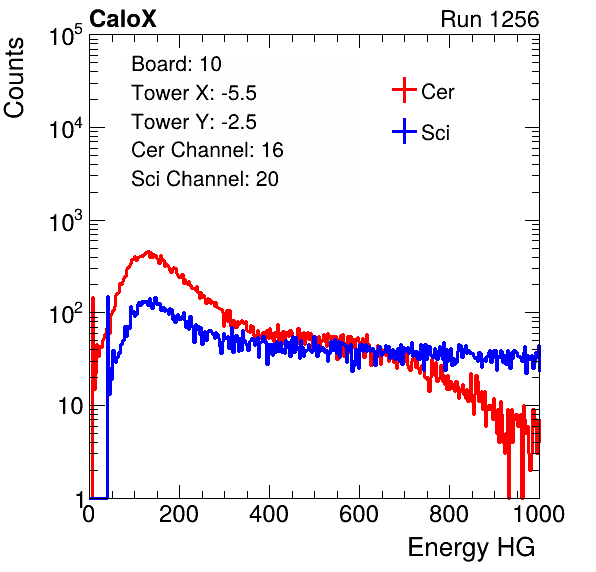 CaloX Run 1256
Counts
10^5
10^4
10^3
10^2
10
1
Board: 10
Tower X: -5.5
Tower Y: -2.5
Cer Channel: 16
Sci Channel: 20
Cer
Sci
0 200 400 600 800 1000
Energy HG